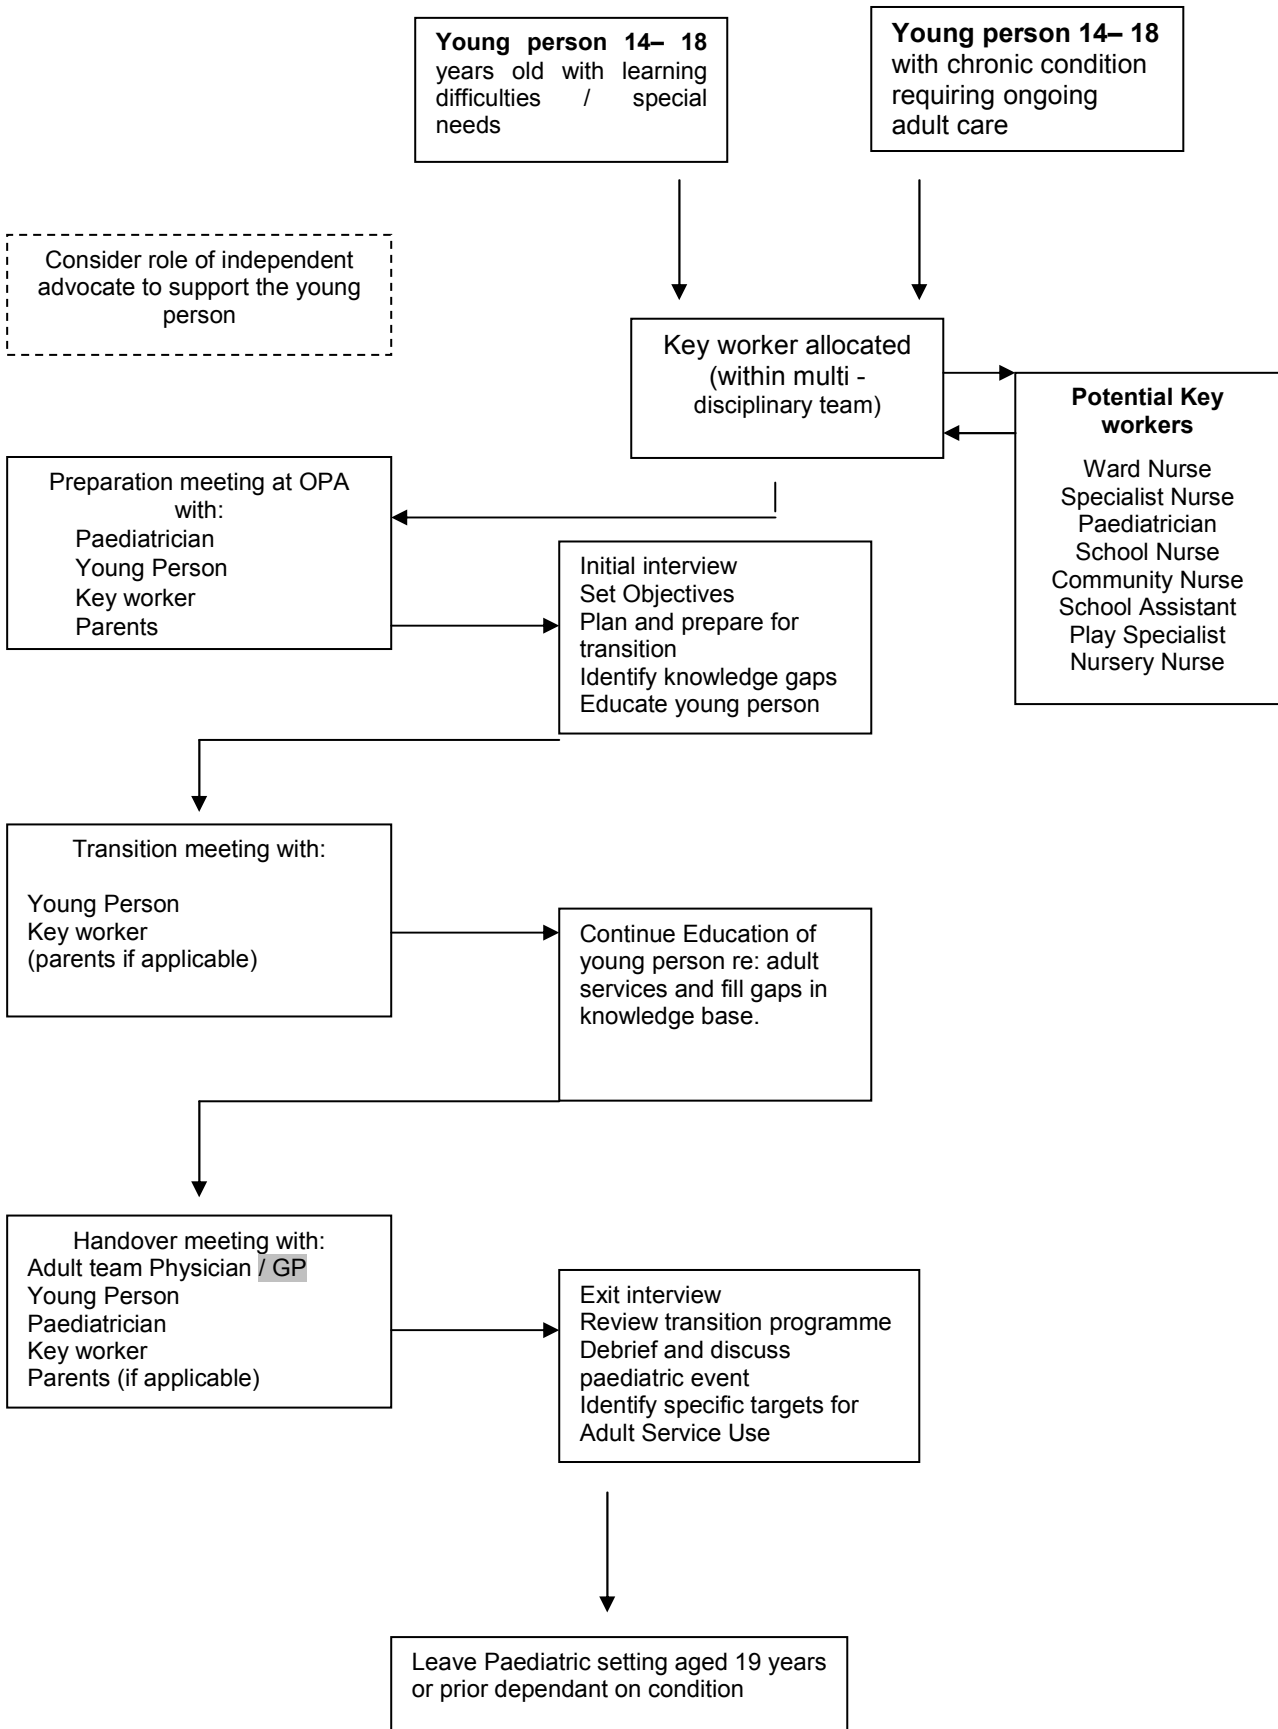 Young person 14– 18
years old with learning
difficulties / special
needs
Young person 14– 18
with chronic condition
requiring ongoing
adult care
Consider role of independent
advocate to support the young
person
Key worker allocated
(within multi -
disciplinary team)
Potential Key
workers
Ward Nurse
Specialist Nurse
Paediatrician
School Nurse
Community Nurse
School Assistant
Play Specialist
Nursery Nurse
Preparation meeting at OPA
with:
Paediatrician
Young Person
Key worker
Parents
Initial interview
Set Objectives
Plan and prepare for
transition
Identify knowledge gaps
Educate young person
Transition meeting with:
Young Person
Key worker
(parents if applicable)
Continue Education of
young person re: adult
services and fill gaps in
knowledge base.
Handover meeting with:
Adult team Physician / GP
Young Person
Paediatrician
Key worker
Parents (if applicable)
Exit interview
Review transition programme
Debrief and discuss
paediatric event
Identify specific targets for
Adult Service Use
Leave Paediatric setting aged 19 years
or prior dependant on condition